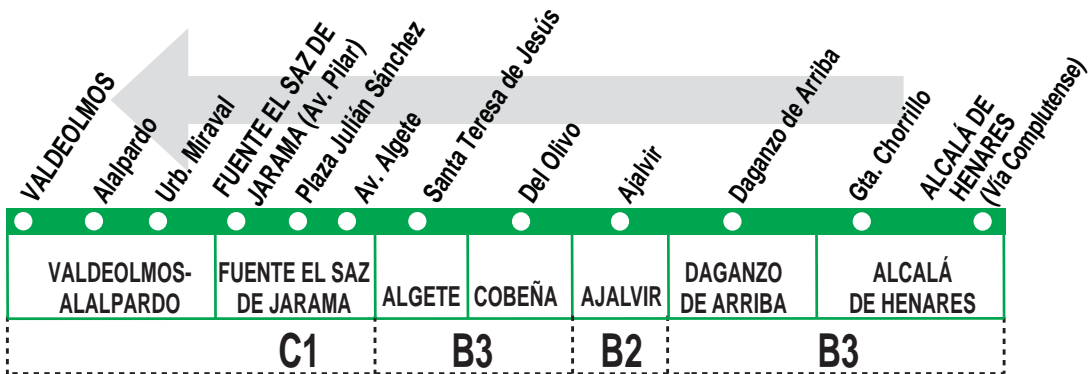 VALDEOLMOS
Alalpardo
Urb. Miraval
FUENTE EL SAZ DE
JARAMA (Av. Pilar)
Plaza Julián Sánchez
Av. Algete
Santa Teresa de Jesús
Del Olivo
Ajalvir
Daganzo de Arriba
Gta. Chorrillo
ALCALÁ DE
HENARES
(Vía Complutense)
VALDEOLMOS-
ALALPARDO
FUENTE EL SAZ
DE JARAMA
ALGETE
COBEÑA
AJALVIR
DAGANZO
DE ARRIBA
ALCALÁ
DE HENARES
C1
B3
B2
B3